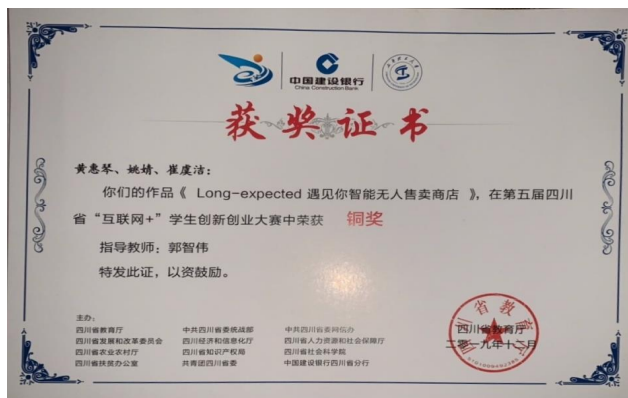 中国建设银行
China Construction Bank
获奖证书
黄惠琴、姚婧、崔虞洁：
你们的作品《 Long-expected 遇见你智能无人售卖商店 》，在第五届四川
省“互联网+”学生创新创业大赛中荣获 铜奖
指导教师：郭智伟
特发此证，以资鼓励。
主办：
四川省教育厅 中共四川省委统战部 中共四川省委网信办
四川省发展和改革委员会 四川经济和信息化厅 四川省人力资源和社会保障厅
四川省农业农村厅 四川省知识产权局 四川省社会科学院
四川省扶贫办公室 共青团四川省委 中国建设银行四川省分行
四川省教育厅
二零一九年十二月